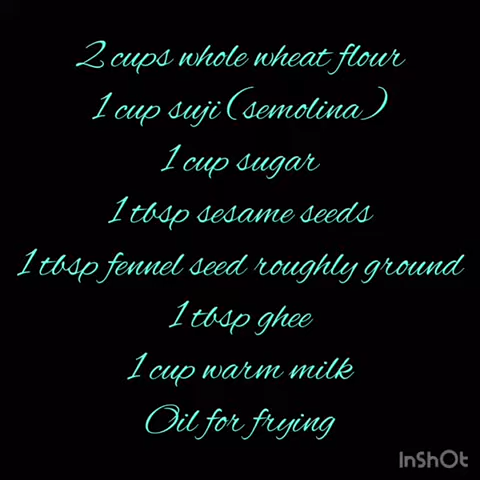 2 cups whole wheat flour
1 cup suji (semolina)
1 cup sugar
1 tbsp sesame seeds
1 tbsp fennel seed roughly ground
1 tbsp ghee
1 cup warm milk
Oil for frying
InShOt